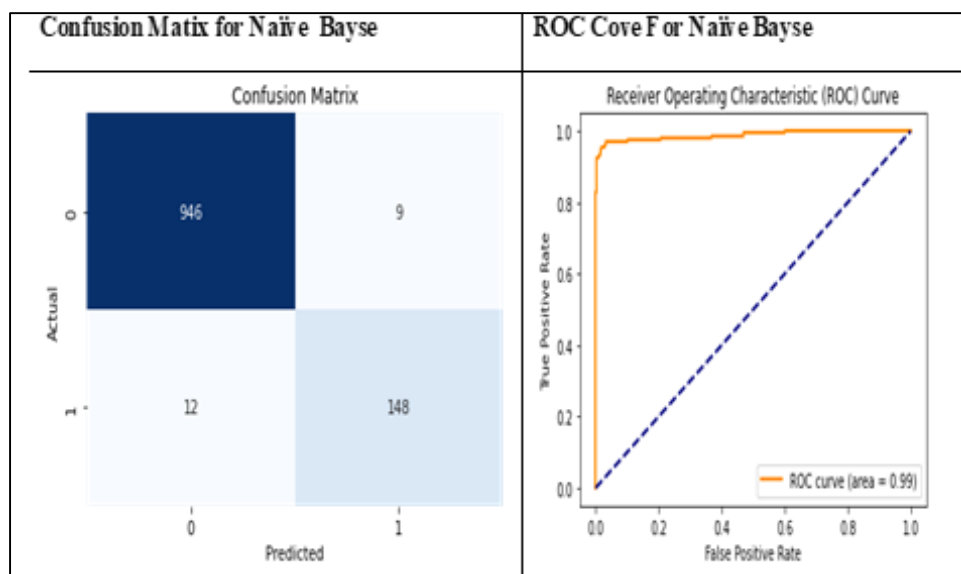 Confusion Matix for Naïve Bayse
Confusion Matrix
Actual
0
946
9
1
12
148
0
1
Predicted
ROC Cove For Naïve Bayse
Receiver Operating Characteristic (ROC) Curve
True Positive Rate
1.0
0.8
0.6
0.4
0.2
0.0
ROC curve (area = 0.99)
0.0 0.2 0.4 0.6 0.8 1.0
False Positive Rate